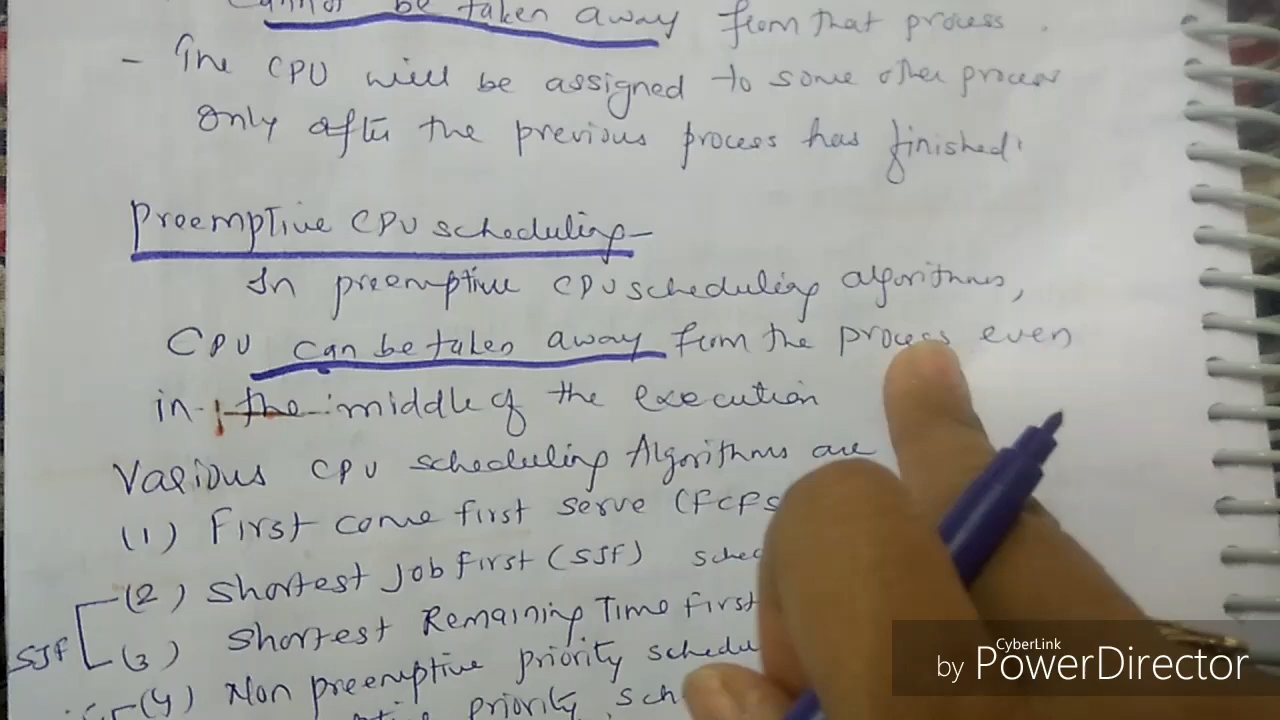 cannot be taken away from that process.
- The CPU will be assigned to some other process
only after the previous process has finished.
Preemptive CPU scheduling -
In preemptive CPU scheduling algorithms,
CPU can be taken away from the process even
in the middle of the execution
Various CPU scheduling Algorithms are
(1) First come first serve (FCFS
(2) Shortest Job First (SJF) sched
SJF (3) Shortest Remaining Time First
(4) Non preemptive priority schedu
priority sch
CyberLink
by PowerDirector